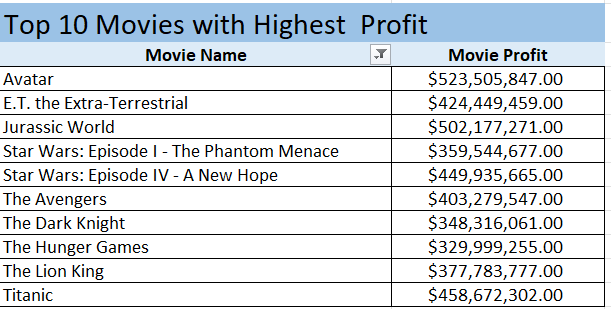 Top 10 Movies with Highest  Profit
Movie Name Movie Profit
Avatar $523,505,847.00
E.T. the Extra-Terrestrial $424,449,459.00
Jurassic World $502,177,271.00
Star Wars: Episode I - The Phantom Menace $359,544,677.00
Star Wars: Episode IV - A New Hope $449,935,665.00
The Avengers $403,279,547.00
The Dark Knight $348,316,061.00
The Hunger Games $329,999,255.00
The Lion King $377,783,777.00
Titanic $458,672,302.00